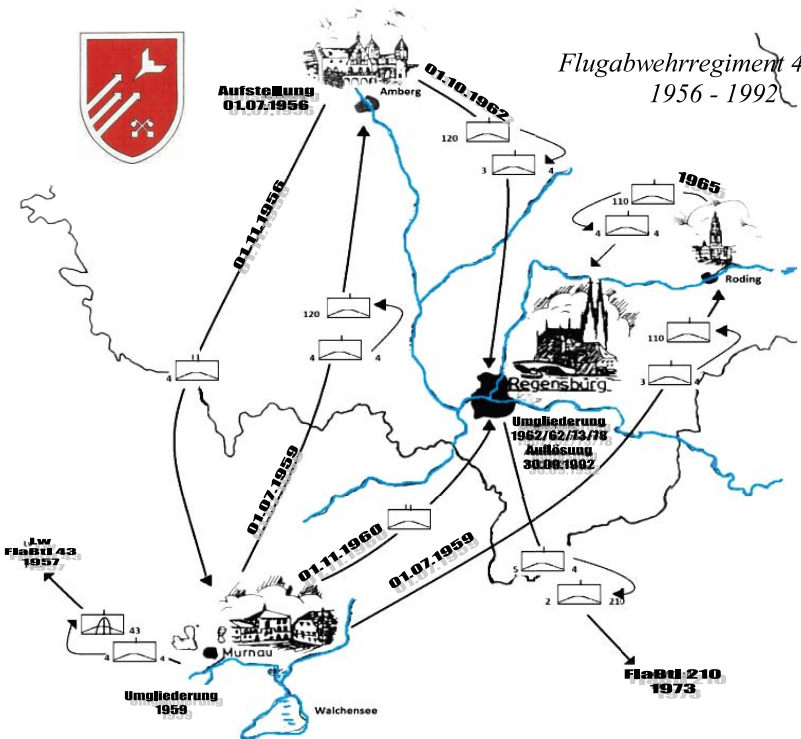 Flugabwehrregiment 4
1956 - 1992
Aufstellung
01.07.1956
Amberg
01.10.1962
120
3 4
1965
110
4 4
Roding
01.11.1956
120
4 4
110
3 4
4
Regensburg
Umgliederung
1962/62/73/78
Auflösung
30.09.1992
01.07.1959
01.11.1960
01.07.1959
Lw
FlaBtl 43
1957
5 4
2 210
43
4 4
Murnau
FlaBtl 210
1973
Umgliederung
1959
Walchensee